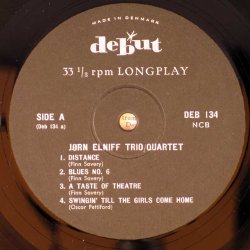 MADE IN DENMARK
debut
33 1/3 rpm LONGPLAY
SIDE A
(Deb 134 a)
DEB 134
NCB
JØRN ELNIFF TRIO/QUARTET
1. DISTANCE
(Finn Savery)
2. BLUES NO. 6
(Finn Savery)
3. A TASTE OF THEATRE
(Finn Savery)
4. SWINGIN' TILL THE GIRLS COME HOME
(Oscar Pettiford)